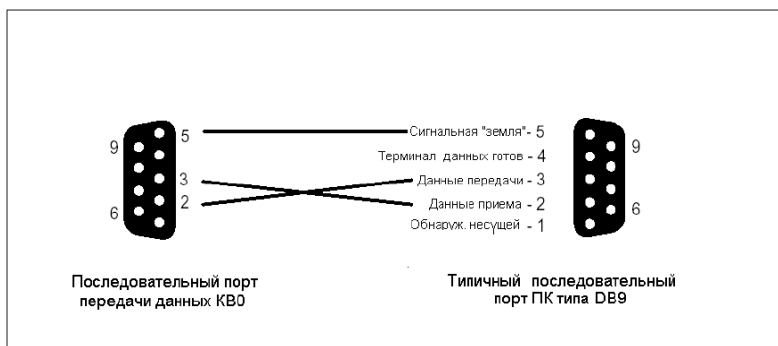 5
Сигнальная "земля" - 5
9
9
Терминал данных готов - 4
3
Данные передачи - 3
2
Данные приема - 2
6
6
Обнаруж. несущей - 1
Последовательный порт
передачи данных КВ0
Типичный последовательный
порт ПК типа DB9